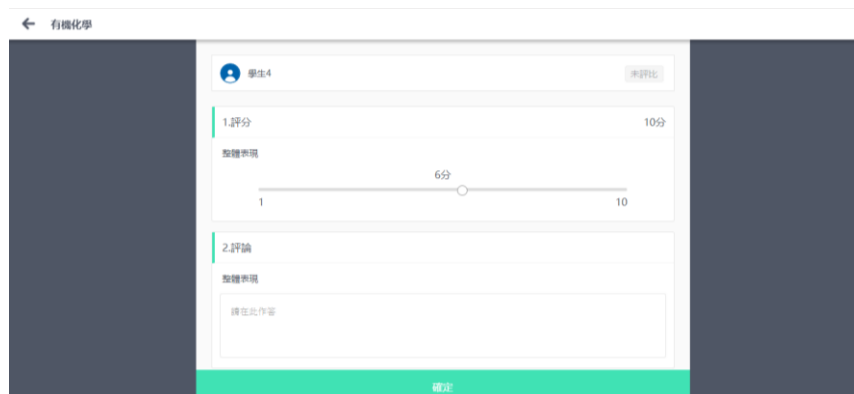 有機化學
學生4
未評比
1.評分
10分
整體表現
6分
1
10
2.評論
整體表現
請在此作答
確定